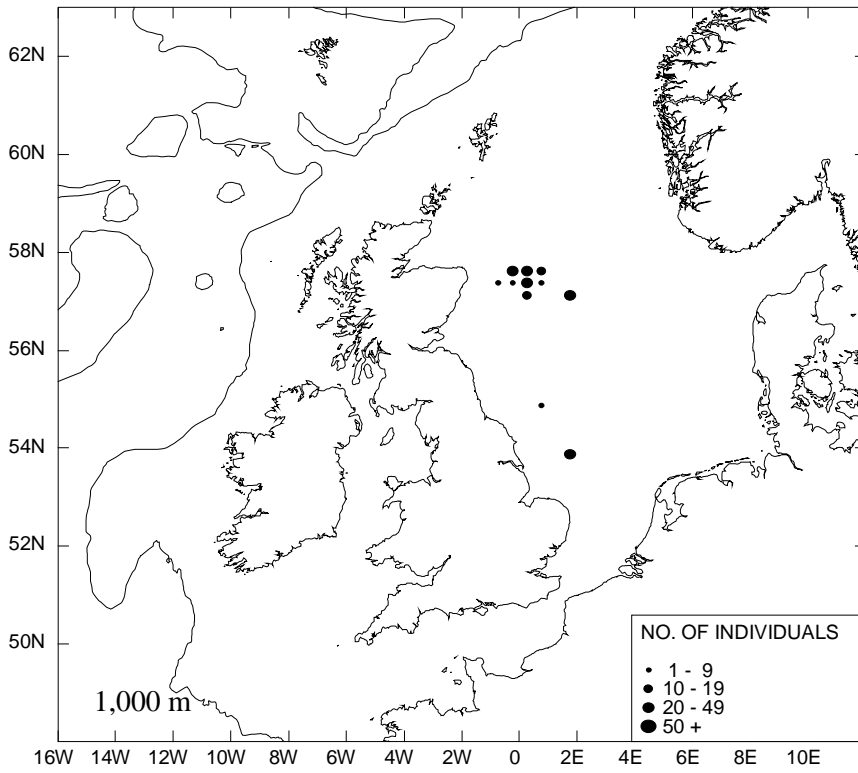 62N
60N
58N
56N
54N
52N
50N
1,000 m
NO. OF INDIVIDUALS
1 - 9
10 - 19
20 - 49
50 +
16W 14W 12W 10W 8W 6W 4W 2W 0 2E 4E 6E 8E 10E